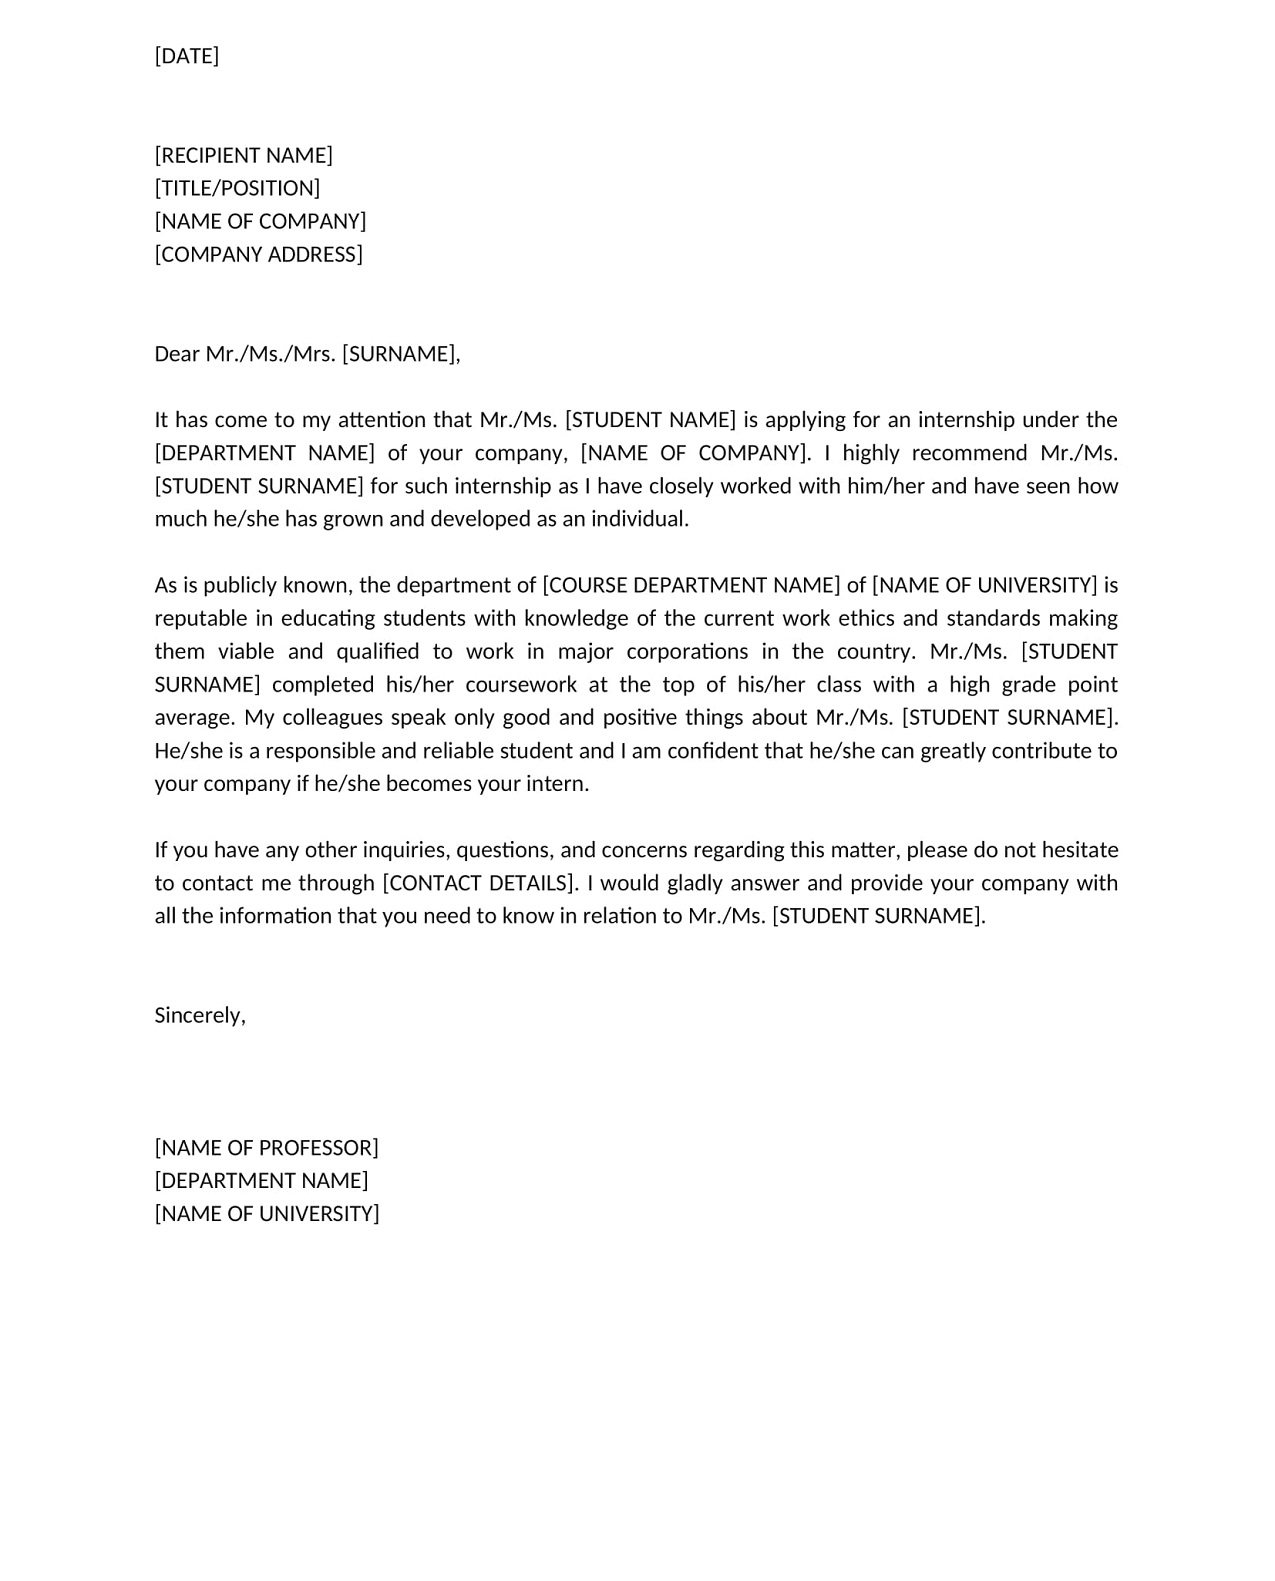 [DATE]
[RECIPIENT NAME]
[TITLE/POSITION]
[NAME OF COMPANY]
[COMPANY ADDRESS]
Dear Mr./Ms./Mrs. [SURNAME],
It has come to my attention that Mr./Ms. [STUDENT NAME] is applying for an internship under the
[DEPARTMENT NAME] of your company, [NAME OF COMPANY]. I highly recommend Mr./Ms.
[STUDENT SURNAME] for such internship as I have closely worked with him/her and have seen how
much he/she has grown and developed as an individual.
As is publicly known, the department of [COURSE DEPARTMENT NAME] of [NAME OF UNIVERSITY] is
reputable in educating students with knowledge of the current work ethics and standards making
them viable and qualified to work in major corporations in the country. Mr./Ms. [STUDENT
SURNAME] completed his/her coursework at the top of his/her class with a high grade point
average. My colleagues speak only good and positive things about Mr./Ms. [STUDENT SURNAME].
He/she is a responsible and reliable student and I am confident that he/she can greatly contribute to
your company if he/she becomes your intern.
If you have any other inquiries, questions, and concerns regarding this matter, please do not hesitate
to contact me through [CONTACT DETAILS]. I would gladly answer and provide your company with
all the information that you need to know in relation to Mr./Ms. [STUDENT SURNAME].
Sincerely,
[NAME OF PROFESSOR]
[DEPARTMENT NAME]
[NAME OF UNIVERSITY]